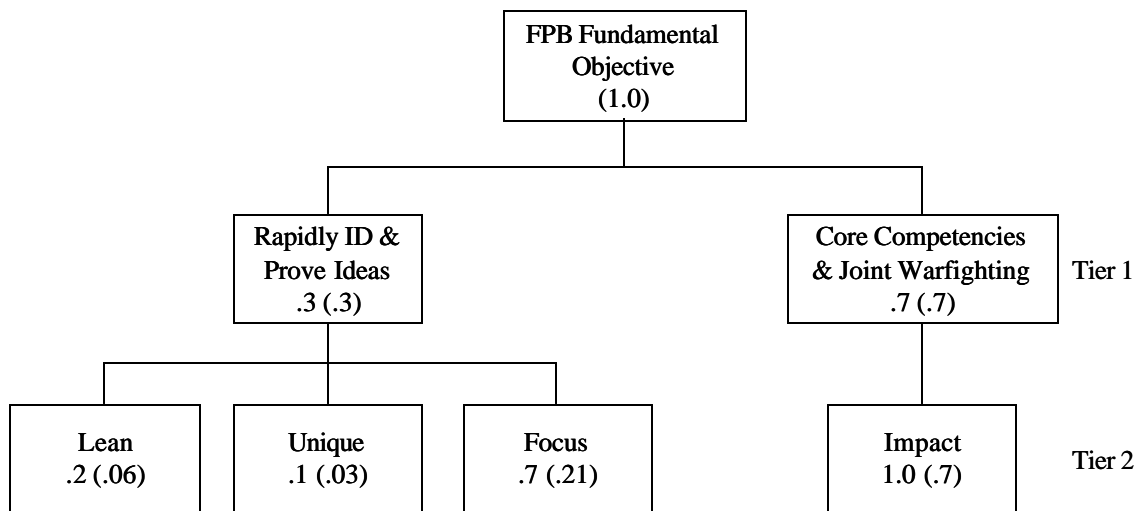 FPB Fundamental
Objective
(1.0)
Rapidly ID &
Prove Ideas
.3 (.3)
Core Competencies
& Joint Warfighting
.7 (.7)
Tier 1
Lean
.2 (.06)
Unique
.1 (.03)
Focus
.7 (.21)
Impact
1.0 (.7)
Tier 2